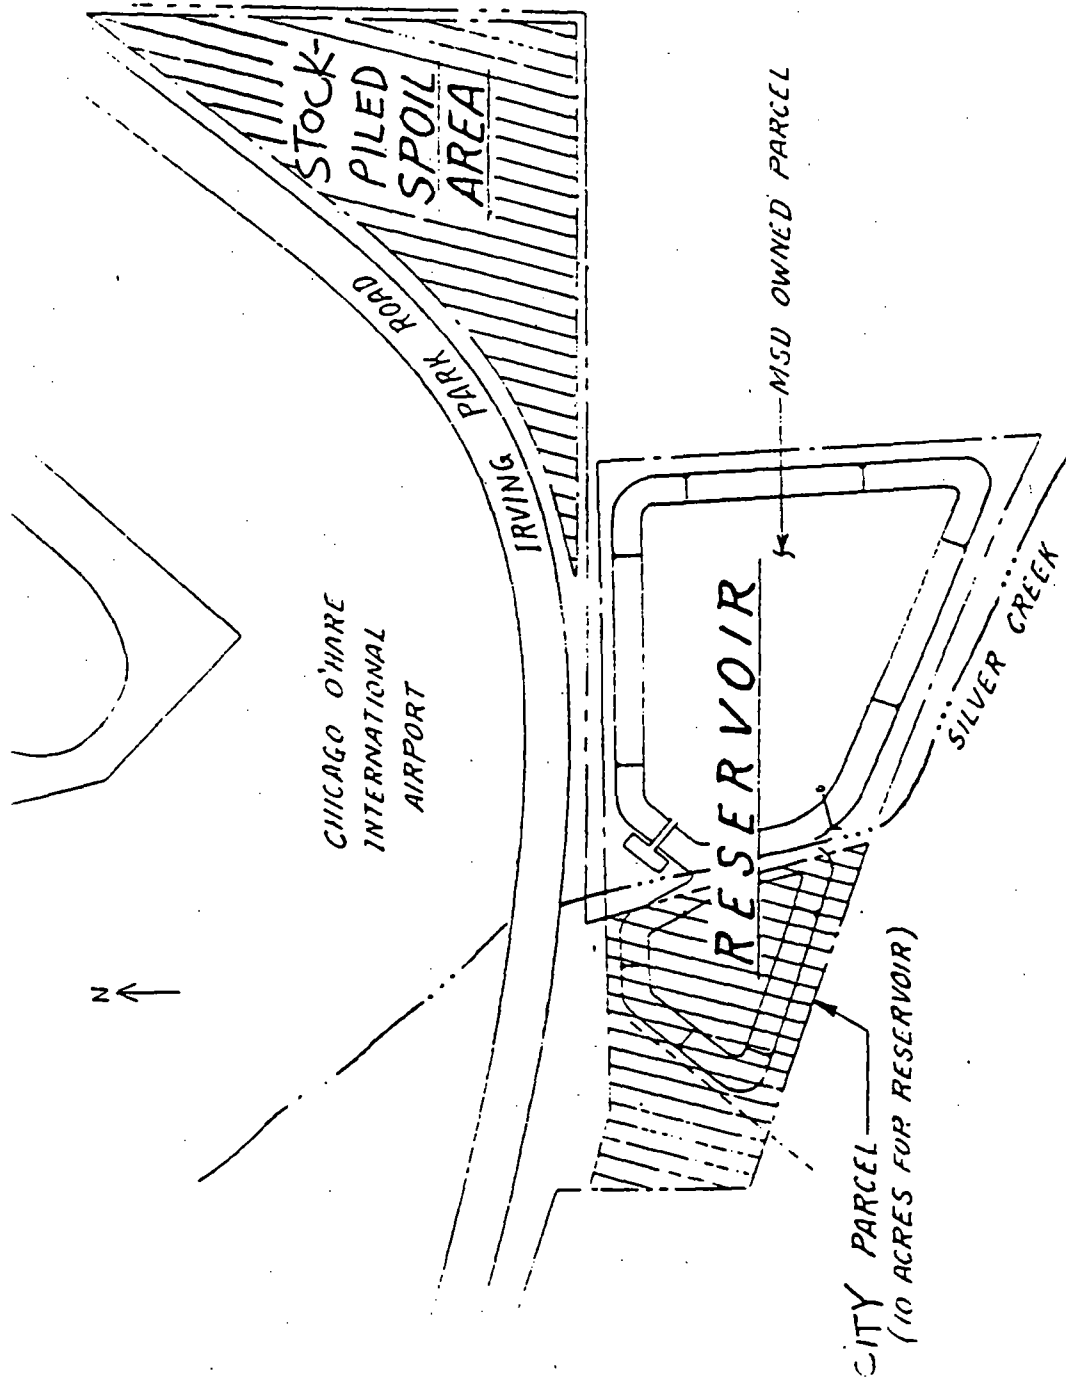 STOCK-
PILED
SPOIL
AREA
IRVING PARK ROAD
MSD OWNED PARCEL
CHICAGO O'HARE
INTERNATIONAL
AIRPORT
RESERVOIR
SILVER CREEK
N
CITY PARCEL
(10 ACRES FOR RESERVOIR)